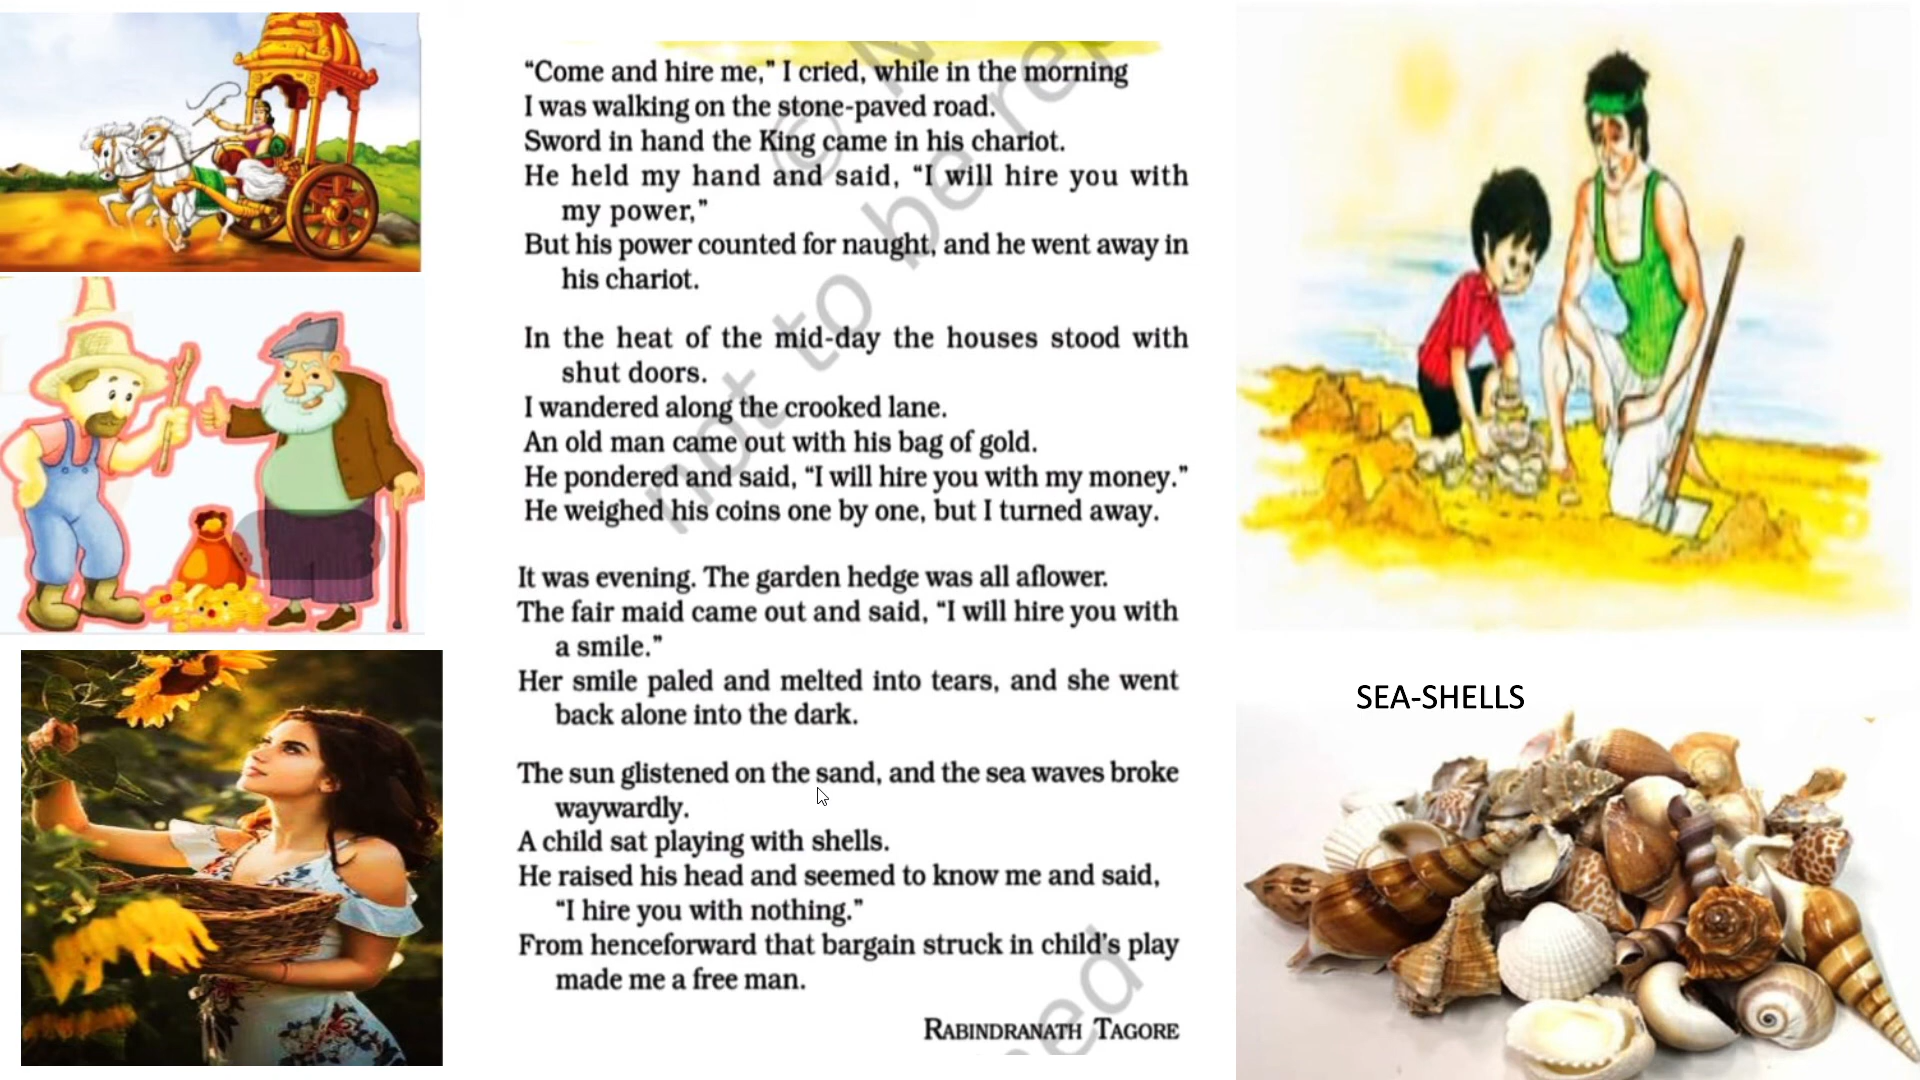 “Come and hire me,” I cried, while in the morning
I was walking on the stone-paved road.
Sword in hand the King came in his chariot.
He held my hand and said, “I will hire you with
my power,”
But his power counted for naught, and he went away in
his chariot.
In the heat of the mid-day the houses stood with
shut doors.
I wandered along the crooked lane.
An old man came out with his bag of gold.
He pondered and said, “I will hire you with my money.”
He weighed his coins one by one, but I turned away.
It was evening. The garden hedge was all aflower.
The fair maid came out and said, “I will hire you with
a smile.”
Her smile paled and melted into tears, and she went
back alone into the dark.
The sun glistened on the sand, and the sea waves broke
waywardly.
A child sat playing with shells.
He raised his head and seemed to know me and said,
“I hire you with nothing.”
From henceforward that bargain struck in child’s play
made me a free man.
RABINDRANATH TAGORE
SEA-SHELLS
©
not to be